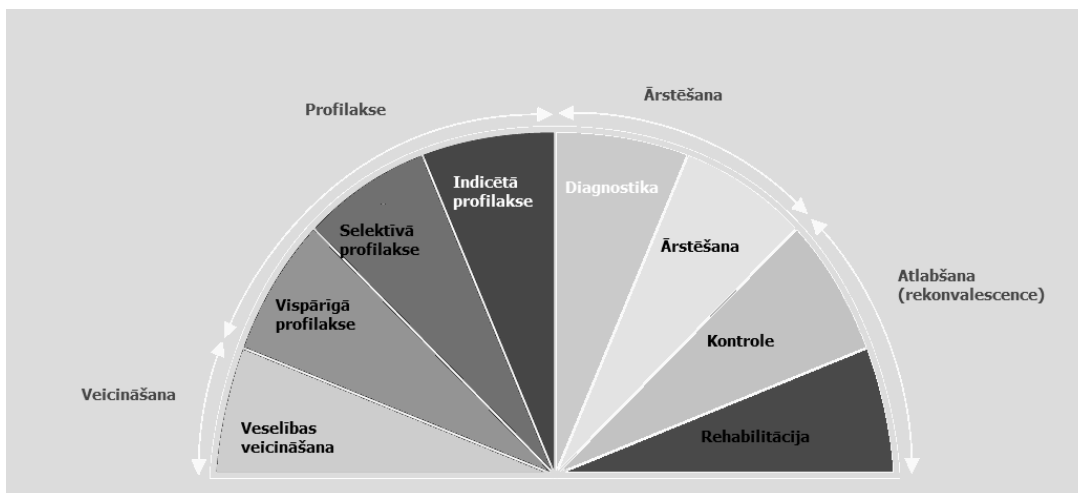 Profilakse
Ārstēšana
Indicētā
profilakse
Diagnostika
Selektīvā
profilakse
Ārstēšana
Atlabšana
(rekonvalescence)
Vispārīgā
profilakse
Kontrole
Veicināšana
Veselības
veicināšana
Rehabilitācija